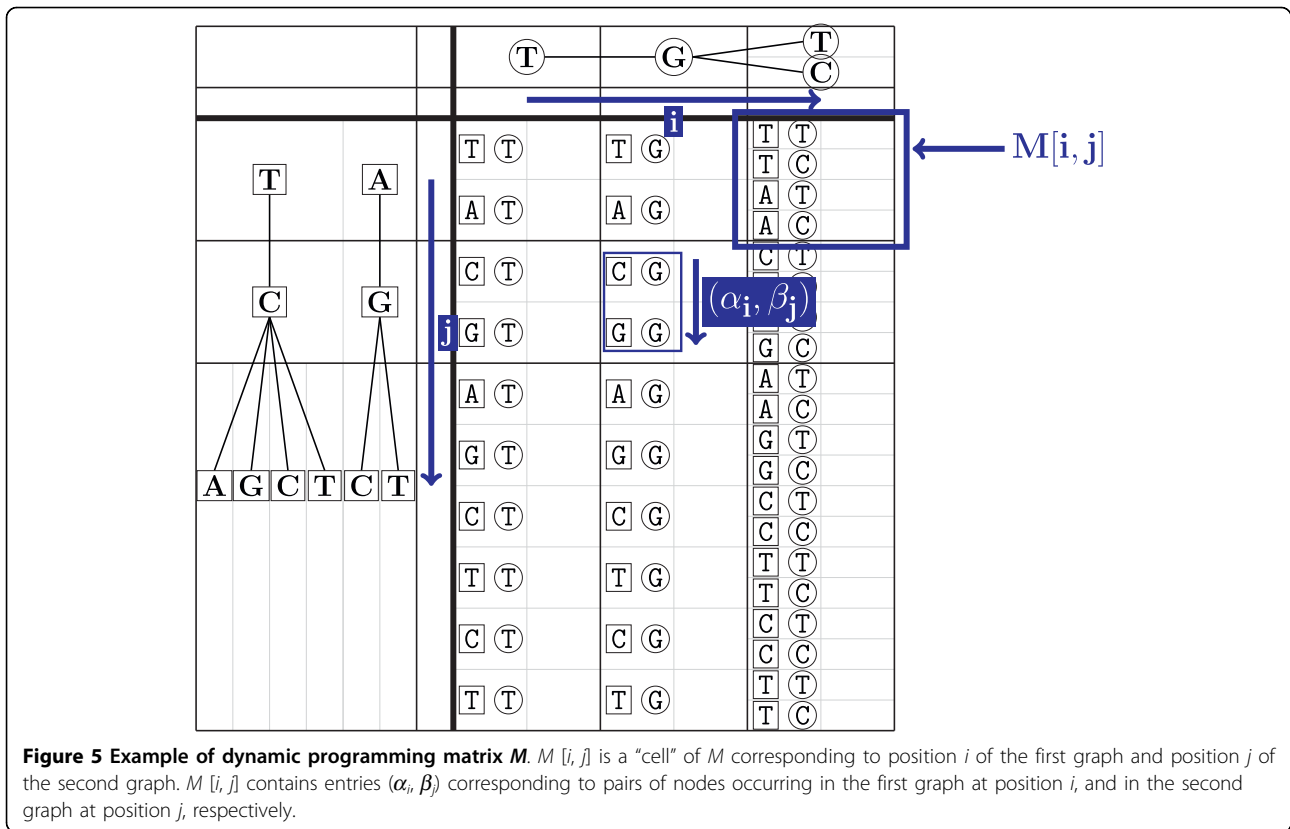 T G T
C
i
M[i, j]
T A
C G
A G C T C T
j
T T T G T T
T C
A T A G A T
A C
C T C G C T
(αi, βj)
G T G G G C
A T A G A T
A C
G T G G G T
G C
C T C G C T
C C
T T T G T T
T C
C T C G C T
C C
T T T G T T
T C
Figure 5 Example of dynamic programming matrix M. M [i, j] is a “cell” of M corresponding to position i of the first graph and position j of
the second graph. M [i, j] contains entries (αi, βj) corresponding to pairs of nodes occurring in the first graph at position i, and in the second
graph at position j, respectively.